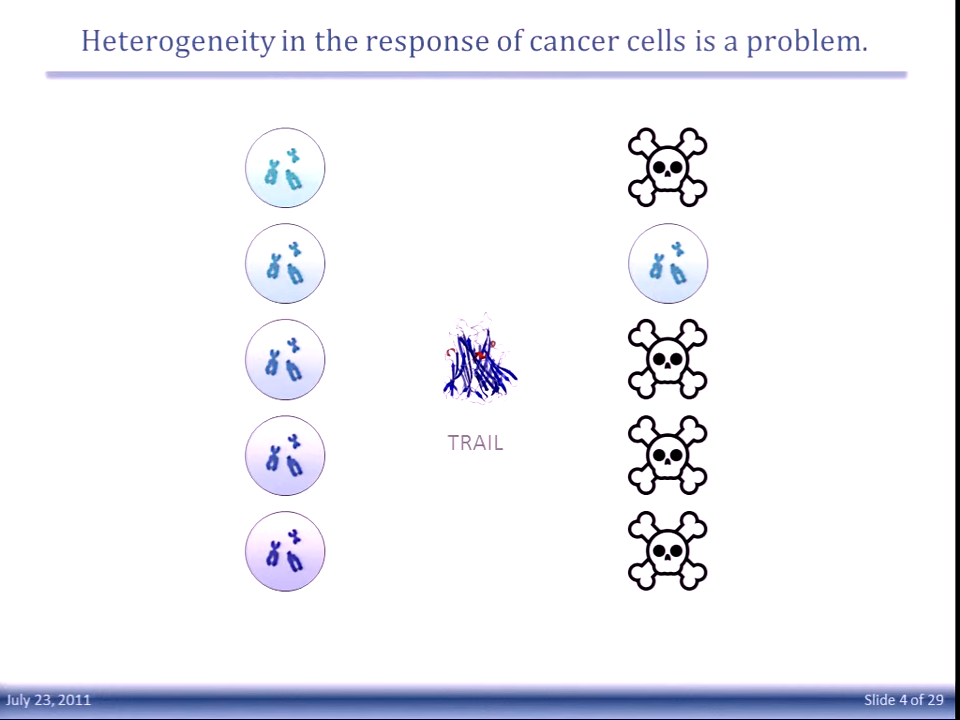 Heterogeneity in the response of cancer cells is a problem.
TRAIL
July 23, 2011
Slide 4 of 29